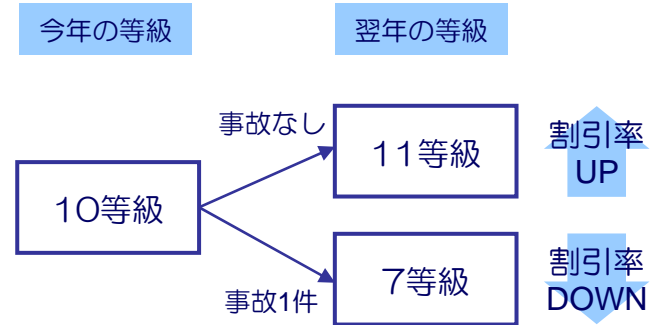 今年の等級
翌年の等級
事故なし
11等級
割引率
UP
10等級
事故1件
7等級
割引率
DOWN